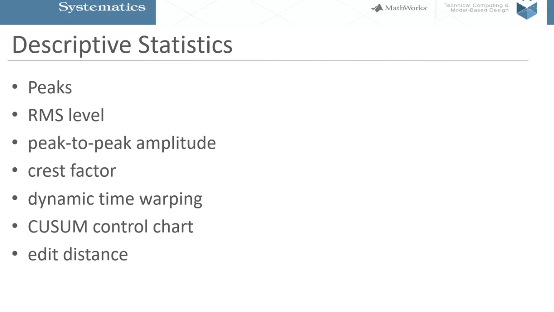 Systematics
MathWorks
Technical Computing &
Model-Based Design
Descriptive Statistics
• Peaks
• RMS level
• peak-to-peak amplitude
• crest factor
• dynamic time warping
• CUSUM control chart
• edit distance